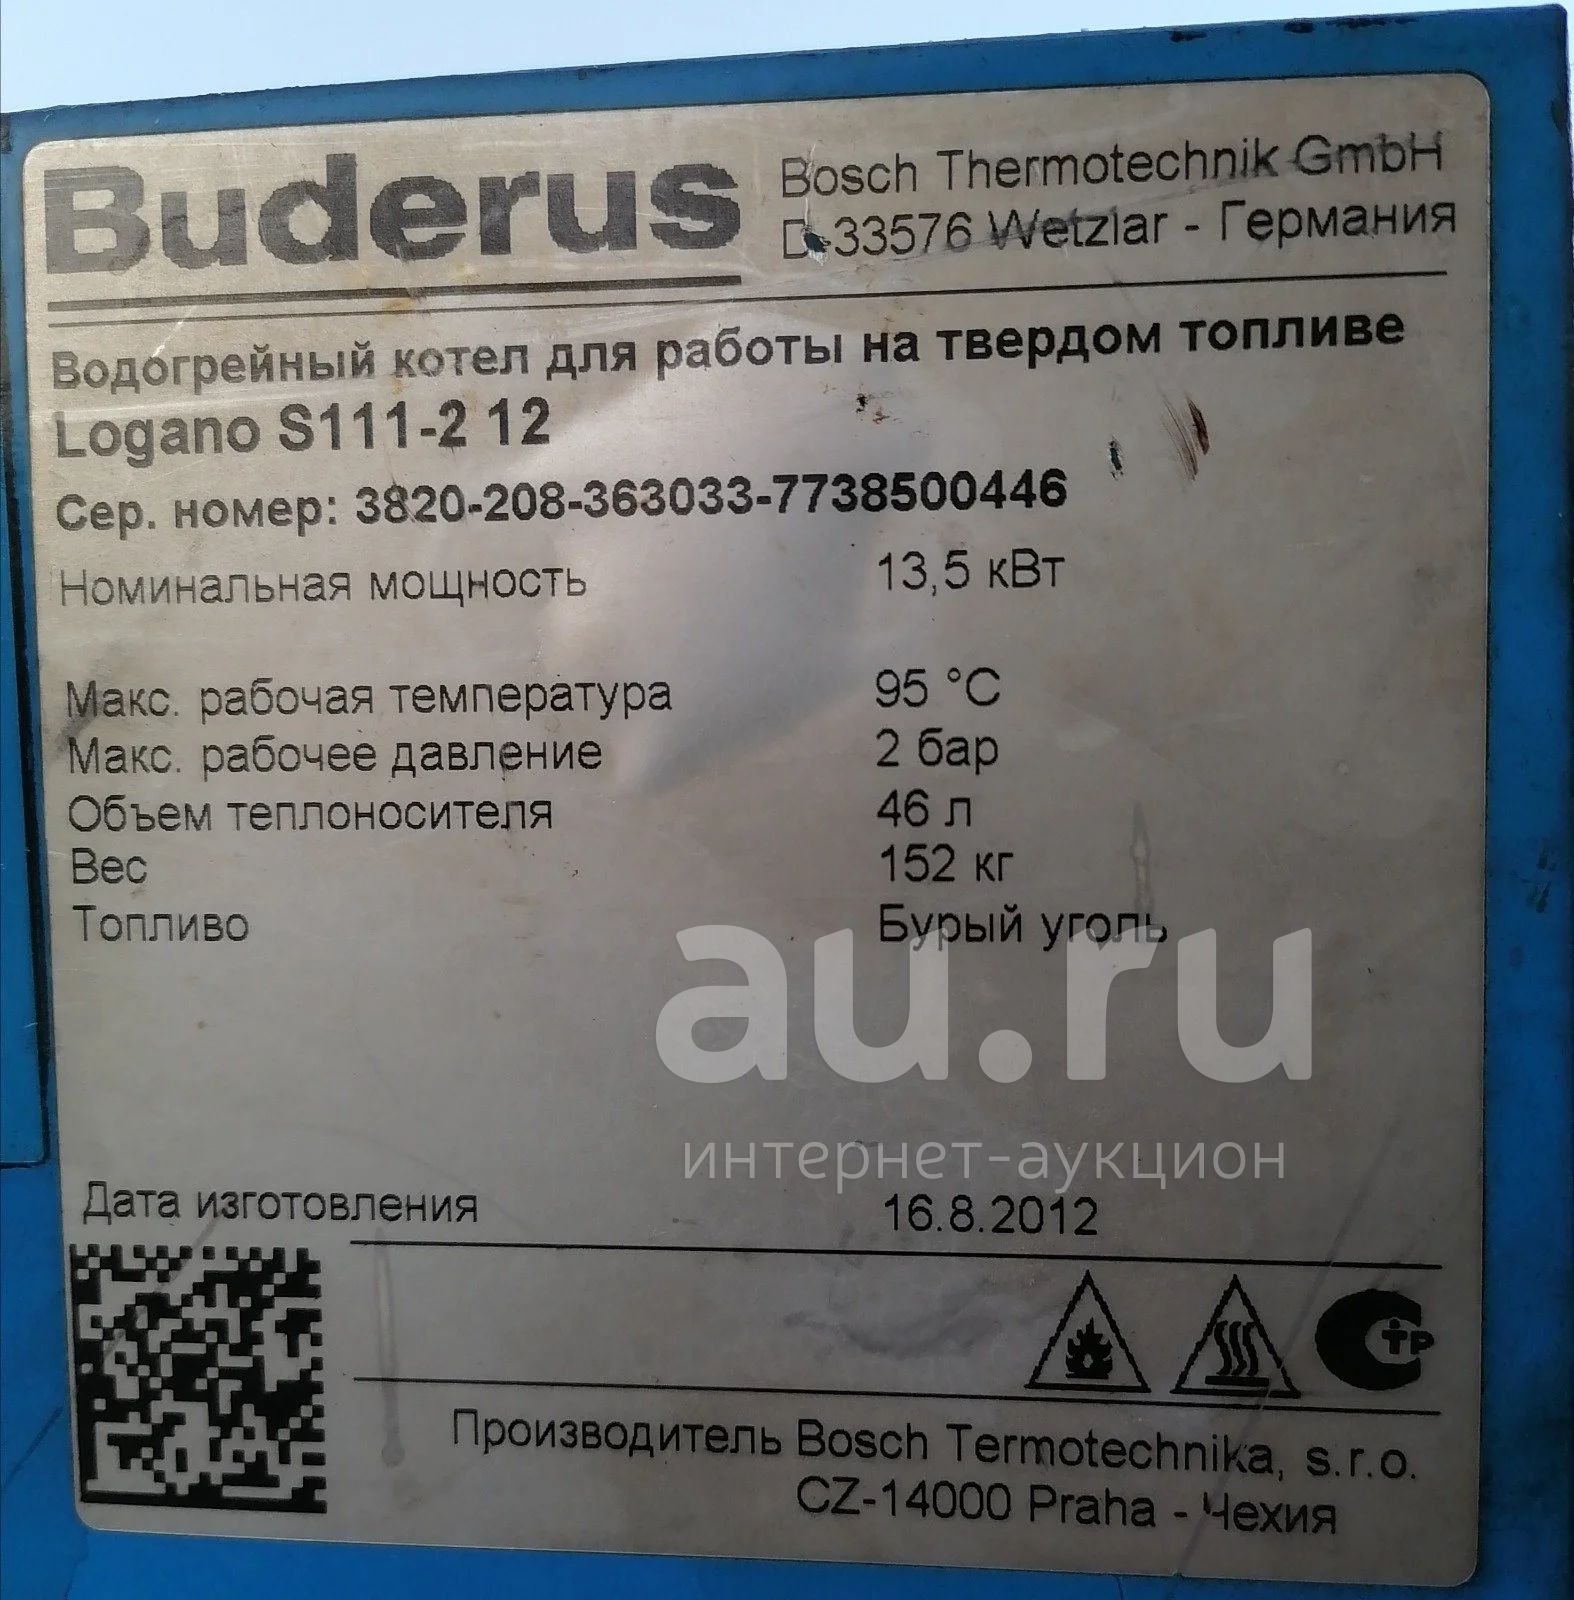 Buderus
Bosch Thermotechnik GmbH
D-33576 Wetzlar - Германия
Водогрейный котел для работы на твердом топливе
Logano S111-2 12
Сер. номер: 3820-208-363033-7738500446
Номинальная мощность 13,5 кВт
Макс. рабочая температура 95 °C
Макс. рабочее давление 2 бар
Объем теплоносителя 46 л
Вес 152 кг
Топливо Бурый уголь
au.ru
интернет-аукцион
Дата изготовления 16.8.2012
Производитель Bosch Termotechnika, s.r.o.
CZ-14000 Praha - Чехия